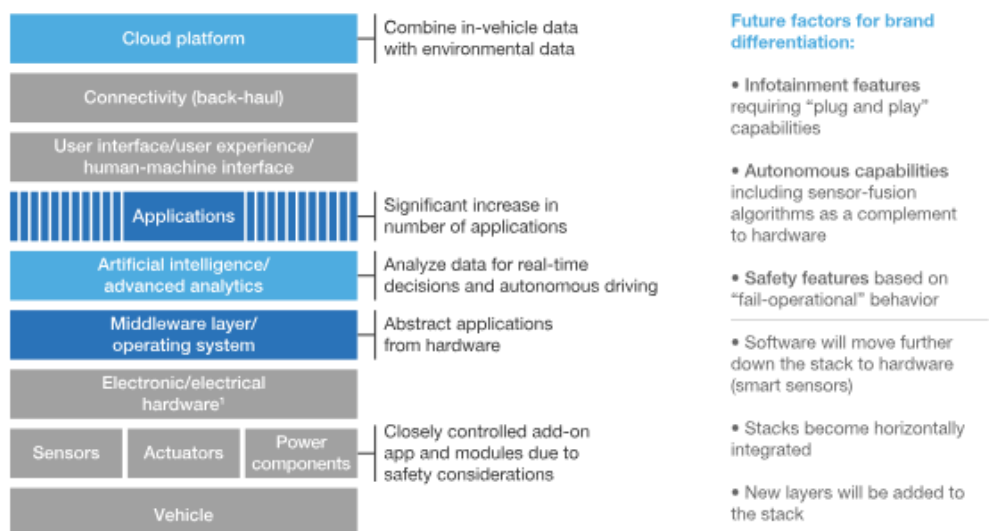 Cloud platform
Combine in-vehicle data
with environmental data
Connectivity (back-haul)
User interface/user experience/
human-machine interface
Applications
Significant increase in
number of applications
Artificial intelligence/
advanced analytics
Analyze data for real-time
decisions and autonomous driving
Middleware layer/
operating system
Abstract applications
from hardware
Electronic/electrical
hardware¹
Sensors
Actuators
Power
components
Closely controlled add-on
app and modules due to
safety considerations
Vehicle
Future factors for brand
differentiation:
• Infotainment features
requiring “plug and play”
capabilities
• Autonomous capabilities
including sensor-fusion
algorithms as a complement
to hardware
• Safety features based on
“fail-operational” behavior
• Software will move further
down the stack to hardware
(smart sensors)
• Stacks become horizontally
integrated
• New layers will be added to
the stack